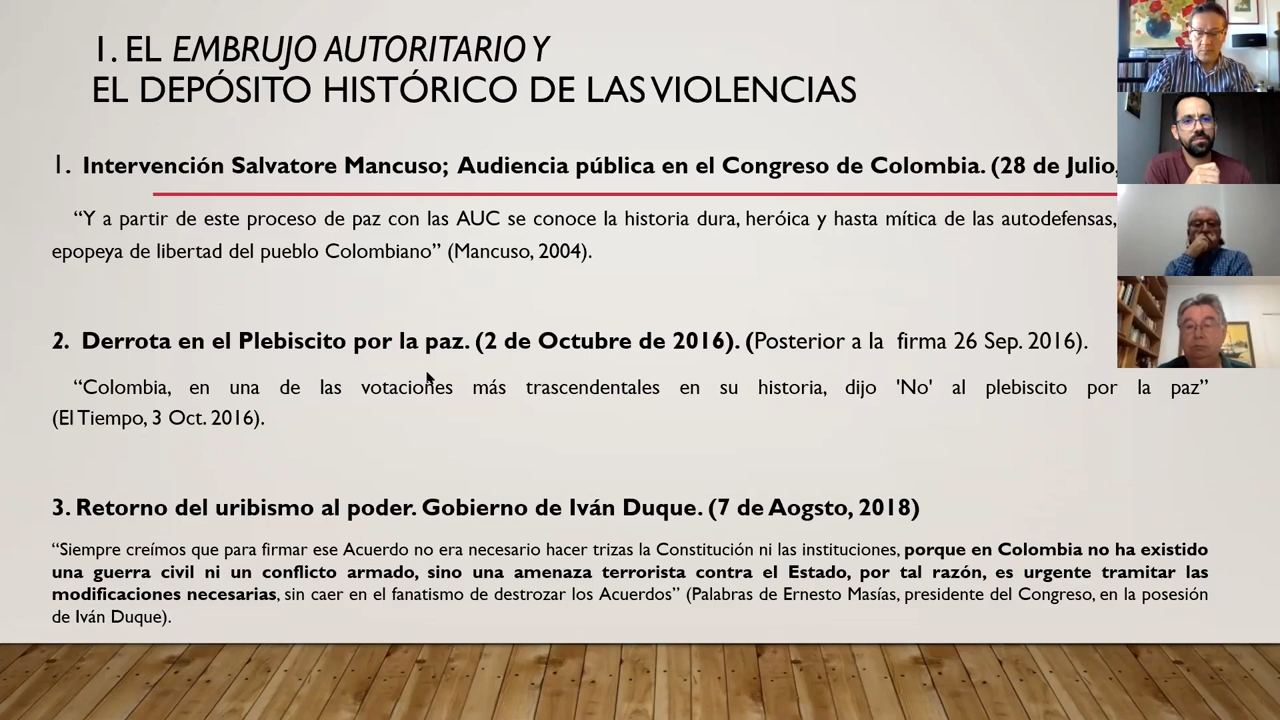 1. EL EMBRUJO AUTORITARIO Y
EL DEPÓSITO HISTÓRICO DE LAS VIOLENCIAS
1. Intervención Salvatore Mancuso; Audiencia pública en el Congreso de Colombia. (28 de Julio,
“Y a partir de este proceso de paz con las AUC se conoce la historia dura, heróica y hasta mítica de las autodefensas,
epopeya de libertad del pueblo Colombiano” (Mancuso, 2004).
2. Derrota en el Plebiscito por la paz. (2 de Octubre de 2016). (Posterior a la firma 26 Sep. 2016).
“Colombia, en una de las votaciones más trascendentales en su historia, dijo 'No' al plebiscito por la paz”
(El Tiempo, 3 Oct. 2016).
3. Retorno del uribismo al poder. Gobierno de Iván Duque. (7 de Aogsto, 2018)
“Siempre creímos que para firmar ese Acuerdo no era necesario hacer trizas la Constitución ni las instituciones, porque en Colombia no ha existido
una guerra civil ni un conflicto armado, sino una amenaza terrorista contra el Estado, por tal razón, es urgente tramitar las
modificaciones necesarias, sin caer en el fanatismo de destrozar los Acuerdos” (Palabras de Ernesto Masías, presidente del Congreso, en la posesión
de Iván Duque).